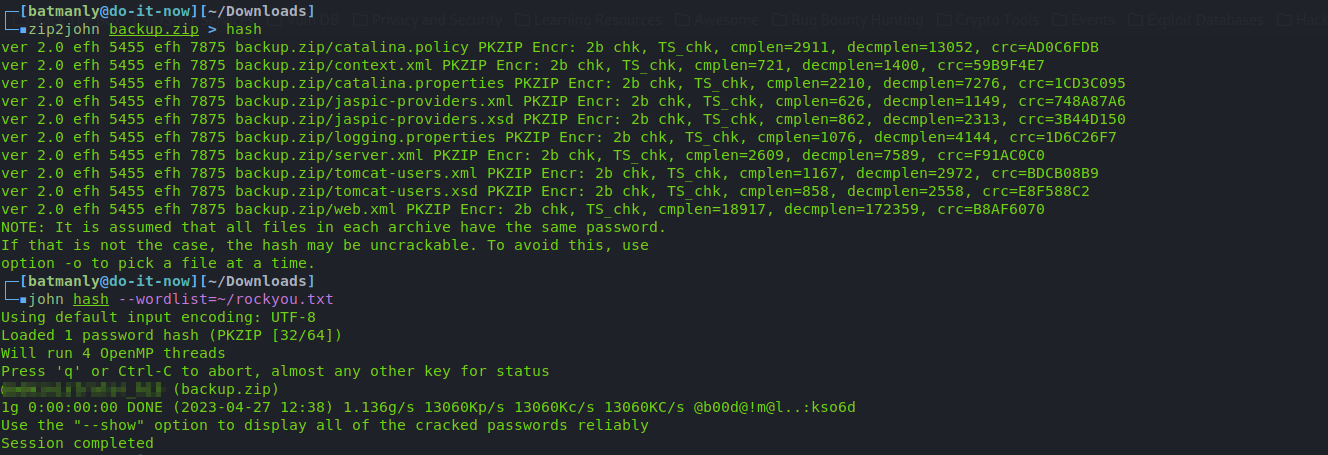 [batmanly@do-it-now][~/Downloads]
zip2john backup.zip > hash
ver 2.0 efh 5455 efh 7875 backup.zip/catalina.policy PKZIP Encr: 2b chk, TS_chk, cmplen=2911, decmplen=13052, crc=AD0C6FDB
ver 2.0 efh 5455 efh 7875 backup.zip/context.xml PKZIP Encr: 2b chk, TS_chk, cmplen=721, decmplen=1400, crc=59B9F4E7
ver 2.0 efh 5455 efh 7875 backup.zip/catalina.properties PKZIP Encr: 2b chk, TS_chk, cmplen=2210, decmplen=7276, crc=1CD3C095
ver 2.0 efh 5455 efh 7875 backup.zip/jaspic-providers.xml PKZIP Encr: 2b chk, TS_chk, cmplen=626, decmplen=1149, crc=748A87A6
ver 2.0 efh 5455 efh 7875 backup.zip/jaspic-providers.xsd PKZIP Encr: 2b chk, TS_chk, cmplen=862, decmplen=2313, crc=3B44D150
ver 2.0 efh 5455 efh 7875 backup.zip/logging.properties PKZIP Encr: 2b chk, TS_chk, cmplen=1076, decmplen=4144, crc=1D6C26F7
ver 2.0 efh 5455 efh 7875 backup.zip/server.xml PKZIP Encr: 2b chk, TS_chk, cmplen=2609, decmplen=7589, crc=F91AC0C0
ver 2.0 efh 5455 efh 7875 backup.zip/tomcat-users.xml PKZIP Encr: 2b chk, TS_chk, cmplen=1167, decmplen=2972, crc=BDCB08B9
ver 2.0 efh 5455 efh 7875 backup.zip/tomcat-users.xsd PKZIP Encr: 2b chk, TS_chk, cmplen=858, decmplen=2558, crc=E8F588C2
ver 2.0 efh 5455 efh 7875 backup.zip/web.xml PKZIP Encr: 2b chk, TS_chk, cmplen=18917, decmplen=172359, crc=B8AF6070
NOTE: It is assumed that all files in each archive have the same password.
If that is not the case, the hash may be uncrackable. To avoid this, use
option -o to pick a file at a time.
[batmanly@do-it-now][~/Downloads]
john hash --wordlist=~/rockyou.txt
Using default input encoding: UTF-8
Loaded 1 password hash (PKZIP [32/64])
Will run 4 OpenMP threads
Press 'q' or Ctrl-C to abort, almost any other key for status
(backup.zip)
1g 0:00:00:00 DONE (2023-04-27 12:38) 1.136g/s 13060Kp/s 13060Kc/s 13060KC/s @b00d@!m@l..:kso6d
Use the "--show" option to display all of the cracked passwords reliably
Session completed